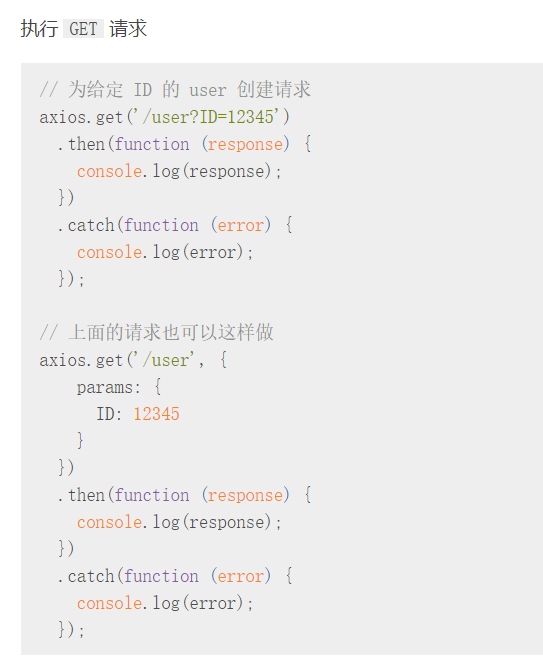 执行 GET 请求
// 为给定 ID 的 user 创建请求
axios.get('/user?ID=12345')
  .then(function (response) {
    console.log(response);
  })
  .catch(function (error) {
    console.log(error);
  });

// 上面的请求也可以这样做
axios.get('/user', {
    params: {
      ID: 12345
    }
  })
  .then(function (response) {
    console.log(response);
  })
  .catch(function (error) {
    console.log(error);
  });